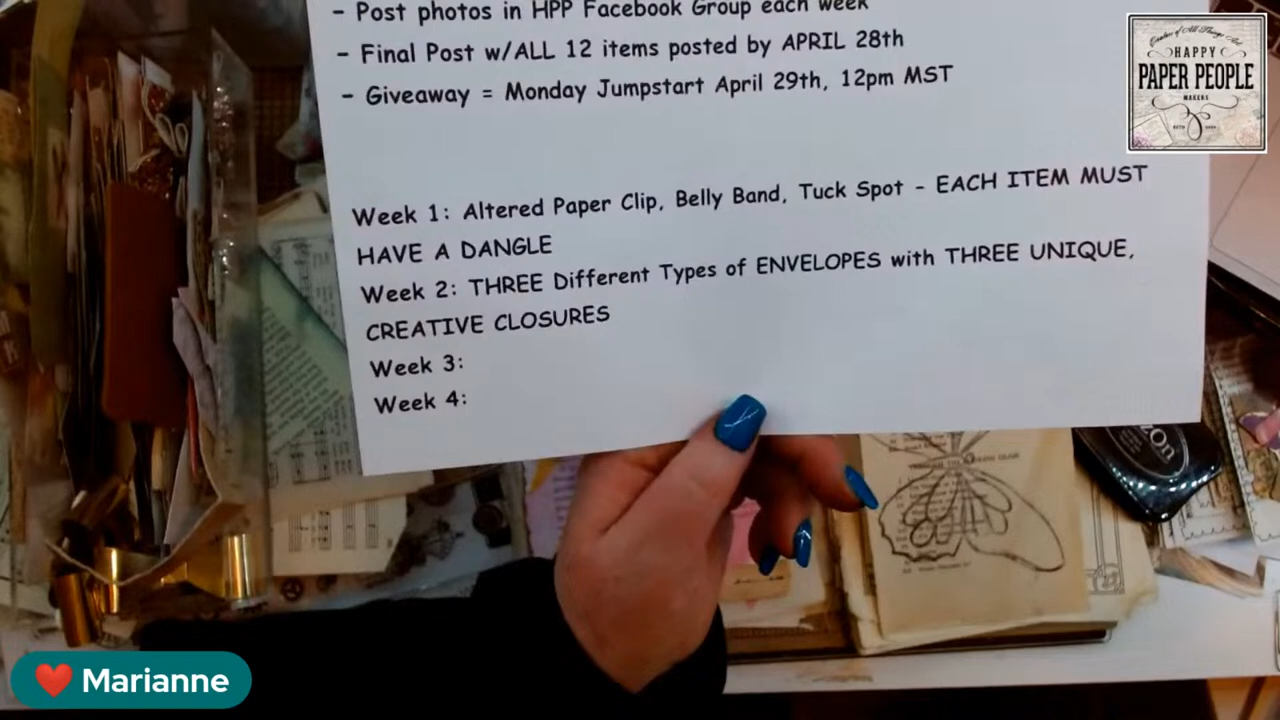 - Post photos in HPP Facebook Group each week
- Final Post w/ALL 12 items posted by APRIL 28th
- Giveaway = Monday Jumpstart April 29th, 12pm MST
Week 1: Altered Paper Clip, Belly Band, Tuck Spot - EACH ITEM MUST
HAVE A DANGLE
Week 2: THREE Different Types of ENVELOPES with THREE UNIQUE,
CREATIVE CLOSURES
Week 3:
Week 4:
HAPPY
PAPER PEOPLE
MAKERS
❤️ Marianne